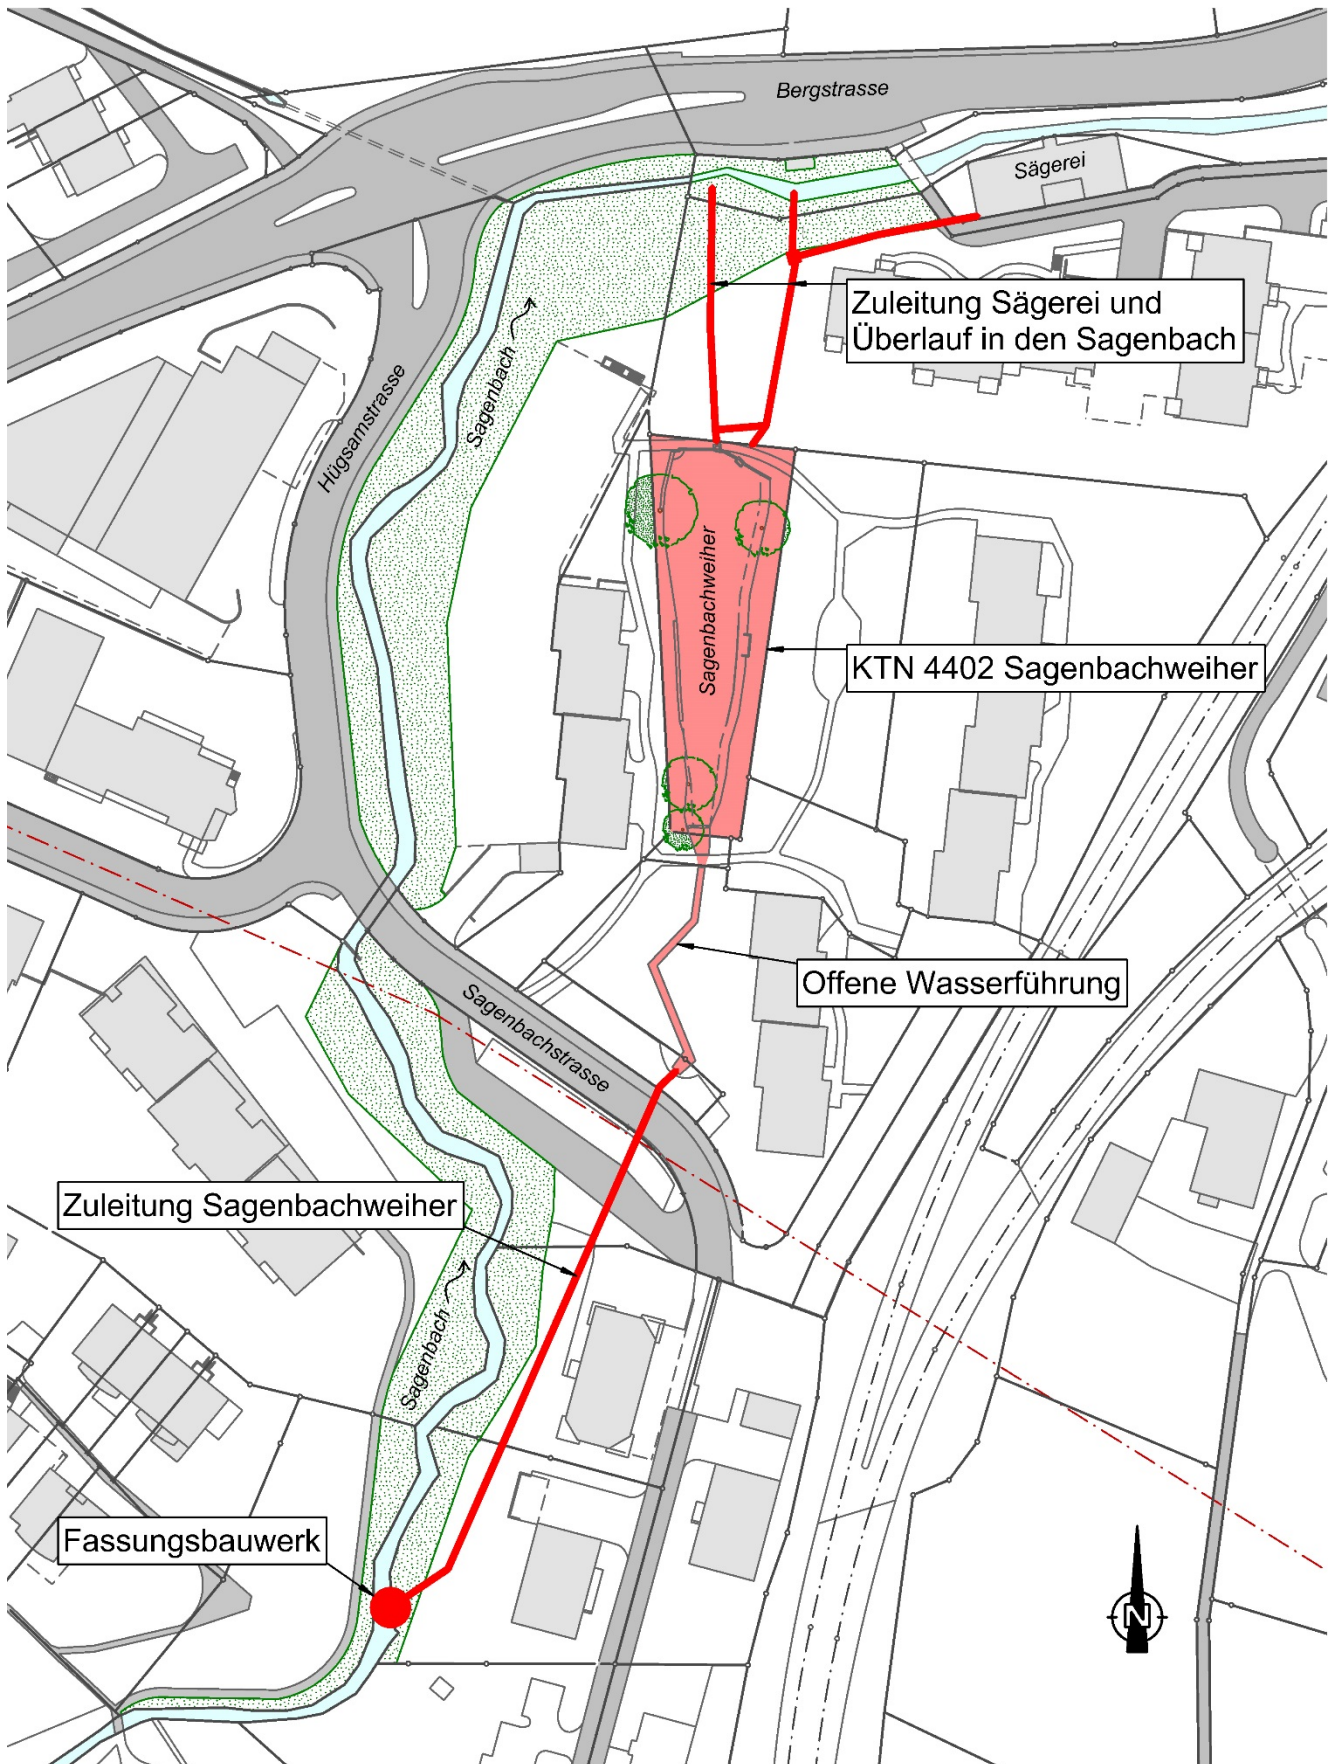 Bergstrasse
Sägerei
Zuleitung Sägerei und
Überlauf in den Sagenbach
Sagenbach
Hügsamstrasse
Sagenbachweiher
KTN 4402 Sagenbachweiher
Offene Wasserführung
Sagenbachstrasse
Zuleitung Sagenbachweiher
Sagenbach
Fassungsbauwerk
N